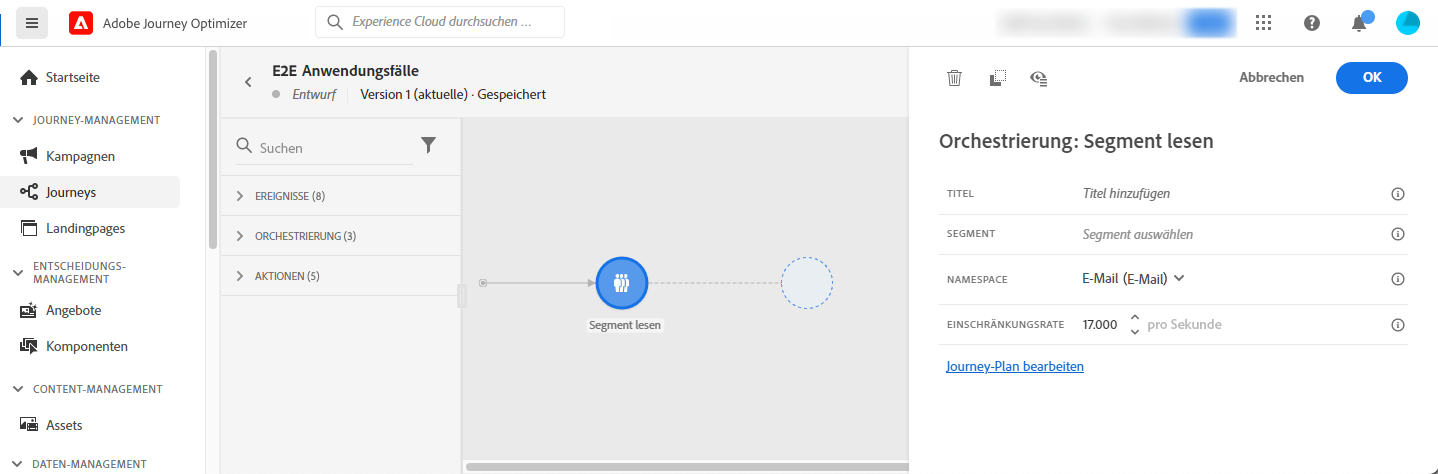 Adobe Journey Optimizer
Experience Cloud durchsuchen ...
Startseite
JOURNEY-MANAGEMENT
Kampagnen
Journeys
Landingpages
ENTSCHEIDUNGS-
MANAGEMENT
Angebote
Komponenten
CONTENT-MANAGEMENT
Assets
DATEN-MANAGEMENT
E2E Anwendungsfälle
Entwurf Version 1 (aktuelle) · Gespeichert
Suchen
EREIGNISSE (8)
ORCHESTRIERUNG (3)
AKTIONEN (5)
Segment lesen
Abbrechen OK
Orchestrierung: Segment lesen
TITEL Titel hinzufügen
SEGMENT Segment auswählen
NAMESPACE E-Mail (E-Mail)
EINSCHRÄNKUNGSRATE 17.000 pro Sekunde
Journey-Plan bearbeiten